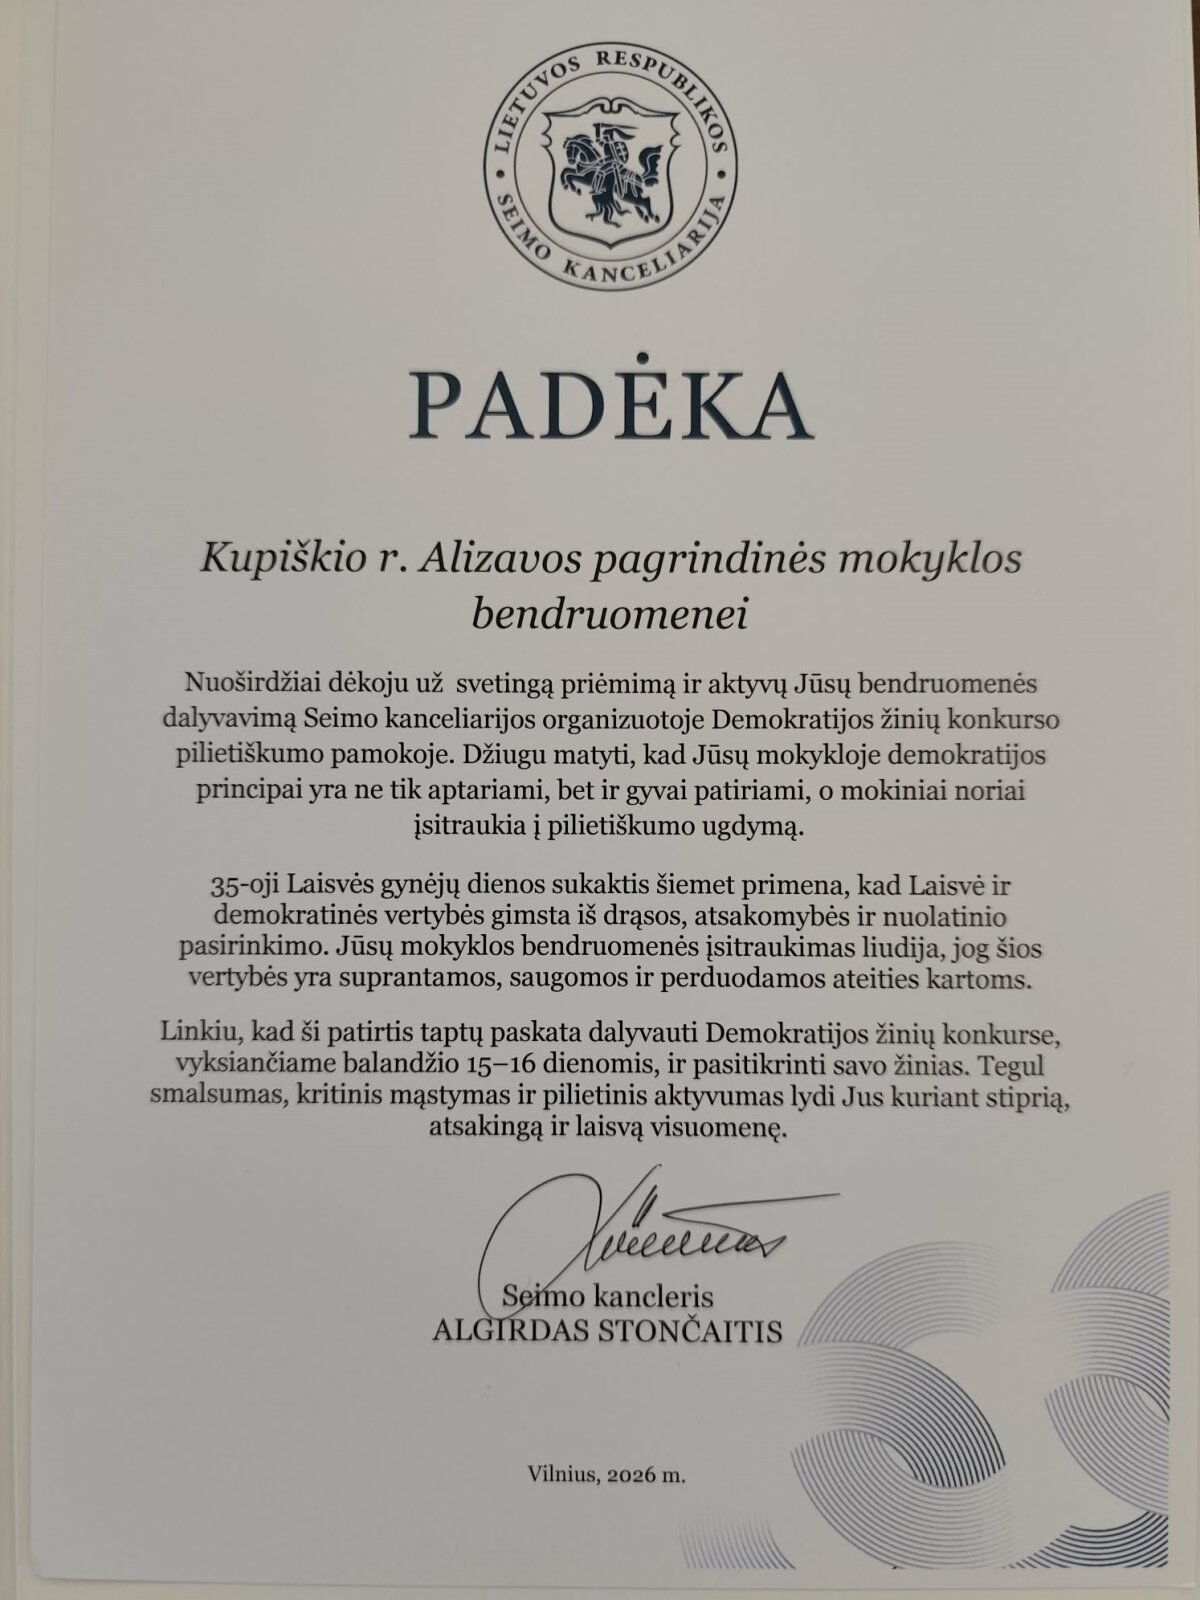 LIETUVOS RESPUBLIKOS
SEIMO KANCELIARIJA
PADĖKA
Kupiškio r. Alizavos pagrindinės mokyklos
bendruomenei
Nuoširdžiai dėkoju už svetingą priėmimą ir aktyvų Jūsų bendruomenės
dalyvavimą Seimo kanceliarijos organizuotoje Demokratijos žinių konkurso
pilietiškumo pamokoje. Džiugu matyti, kad Jūsų mokykloje demokratijos
principai yra ne tik aptariami, bet ir gyvai patiriami, o mokiniai noriai
įsitraukia į pilietiškumo ugdymą.
35-oji Laisvės gynėjų dienos sukaktis šiemet primena, kad Laisvė ir
demokratinės vertybės gimsta iš drąsos, atsakomybės ir nuolatinio
pasirinkimo. Jūsų mokyklos bendruomenės įsitraukimas liudija, jog šios
vertybės yra suprantamos, saugomos ir perduodamos ateities kartoms.
Linkiu, kad ši patirtis taptų paskata dalyvauti Demokratijos žinių konkurse,
vyksiančiame balandžio 15–16 dienomis, ir pasitikrinti savo žinias. Tegul
smalsumas, kritinis mąstymas ir pilietinis aktyvumas lydi Jus kuriant stiprią,
atsakingą ir laisvą visuomenę.
Seimo kancleris
ALGIRDAS STONČAITIS
Vilnius, 2026 m.